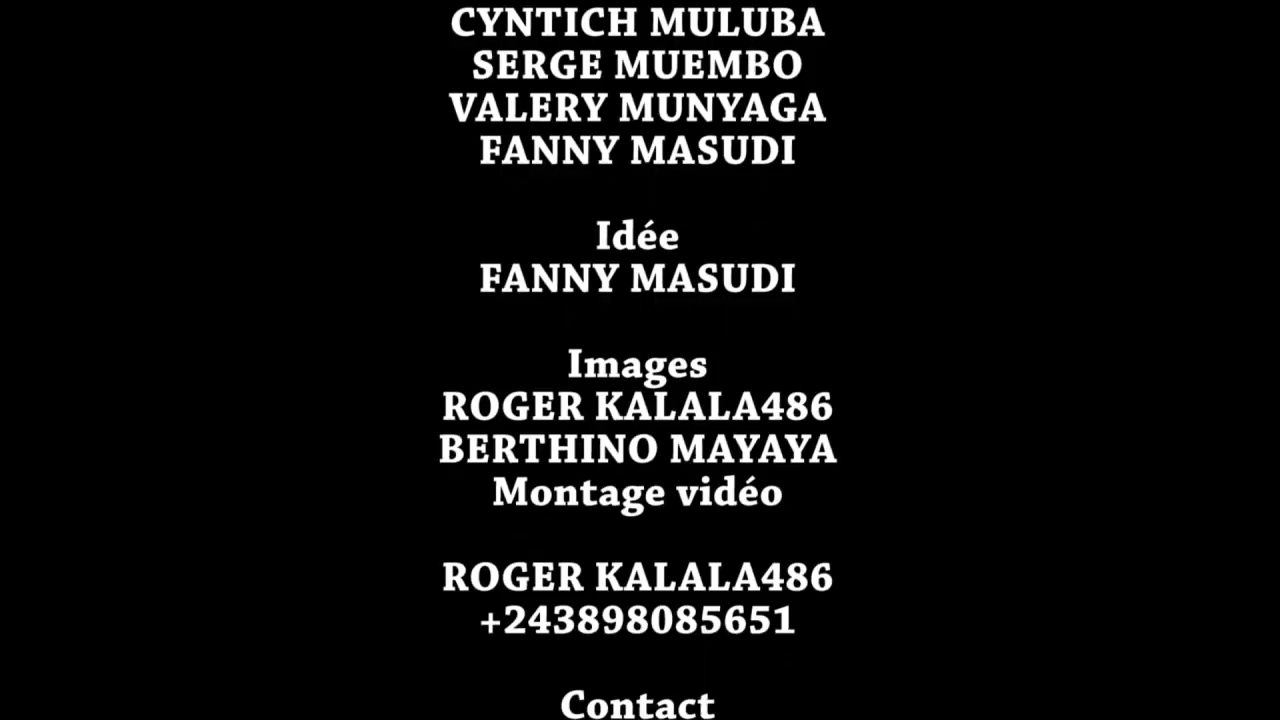 CYNTICH MULUBA
SERGE MUEMBO
VALERY MUNYAGA
FANNY MASUDI
Idée
FANNY MASUDI
Images
ROGER KALALA486
BERTHINO MAYAYA
Montage vidéo
ROGER KALALA486
+243898085651
Contact